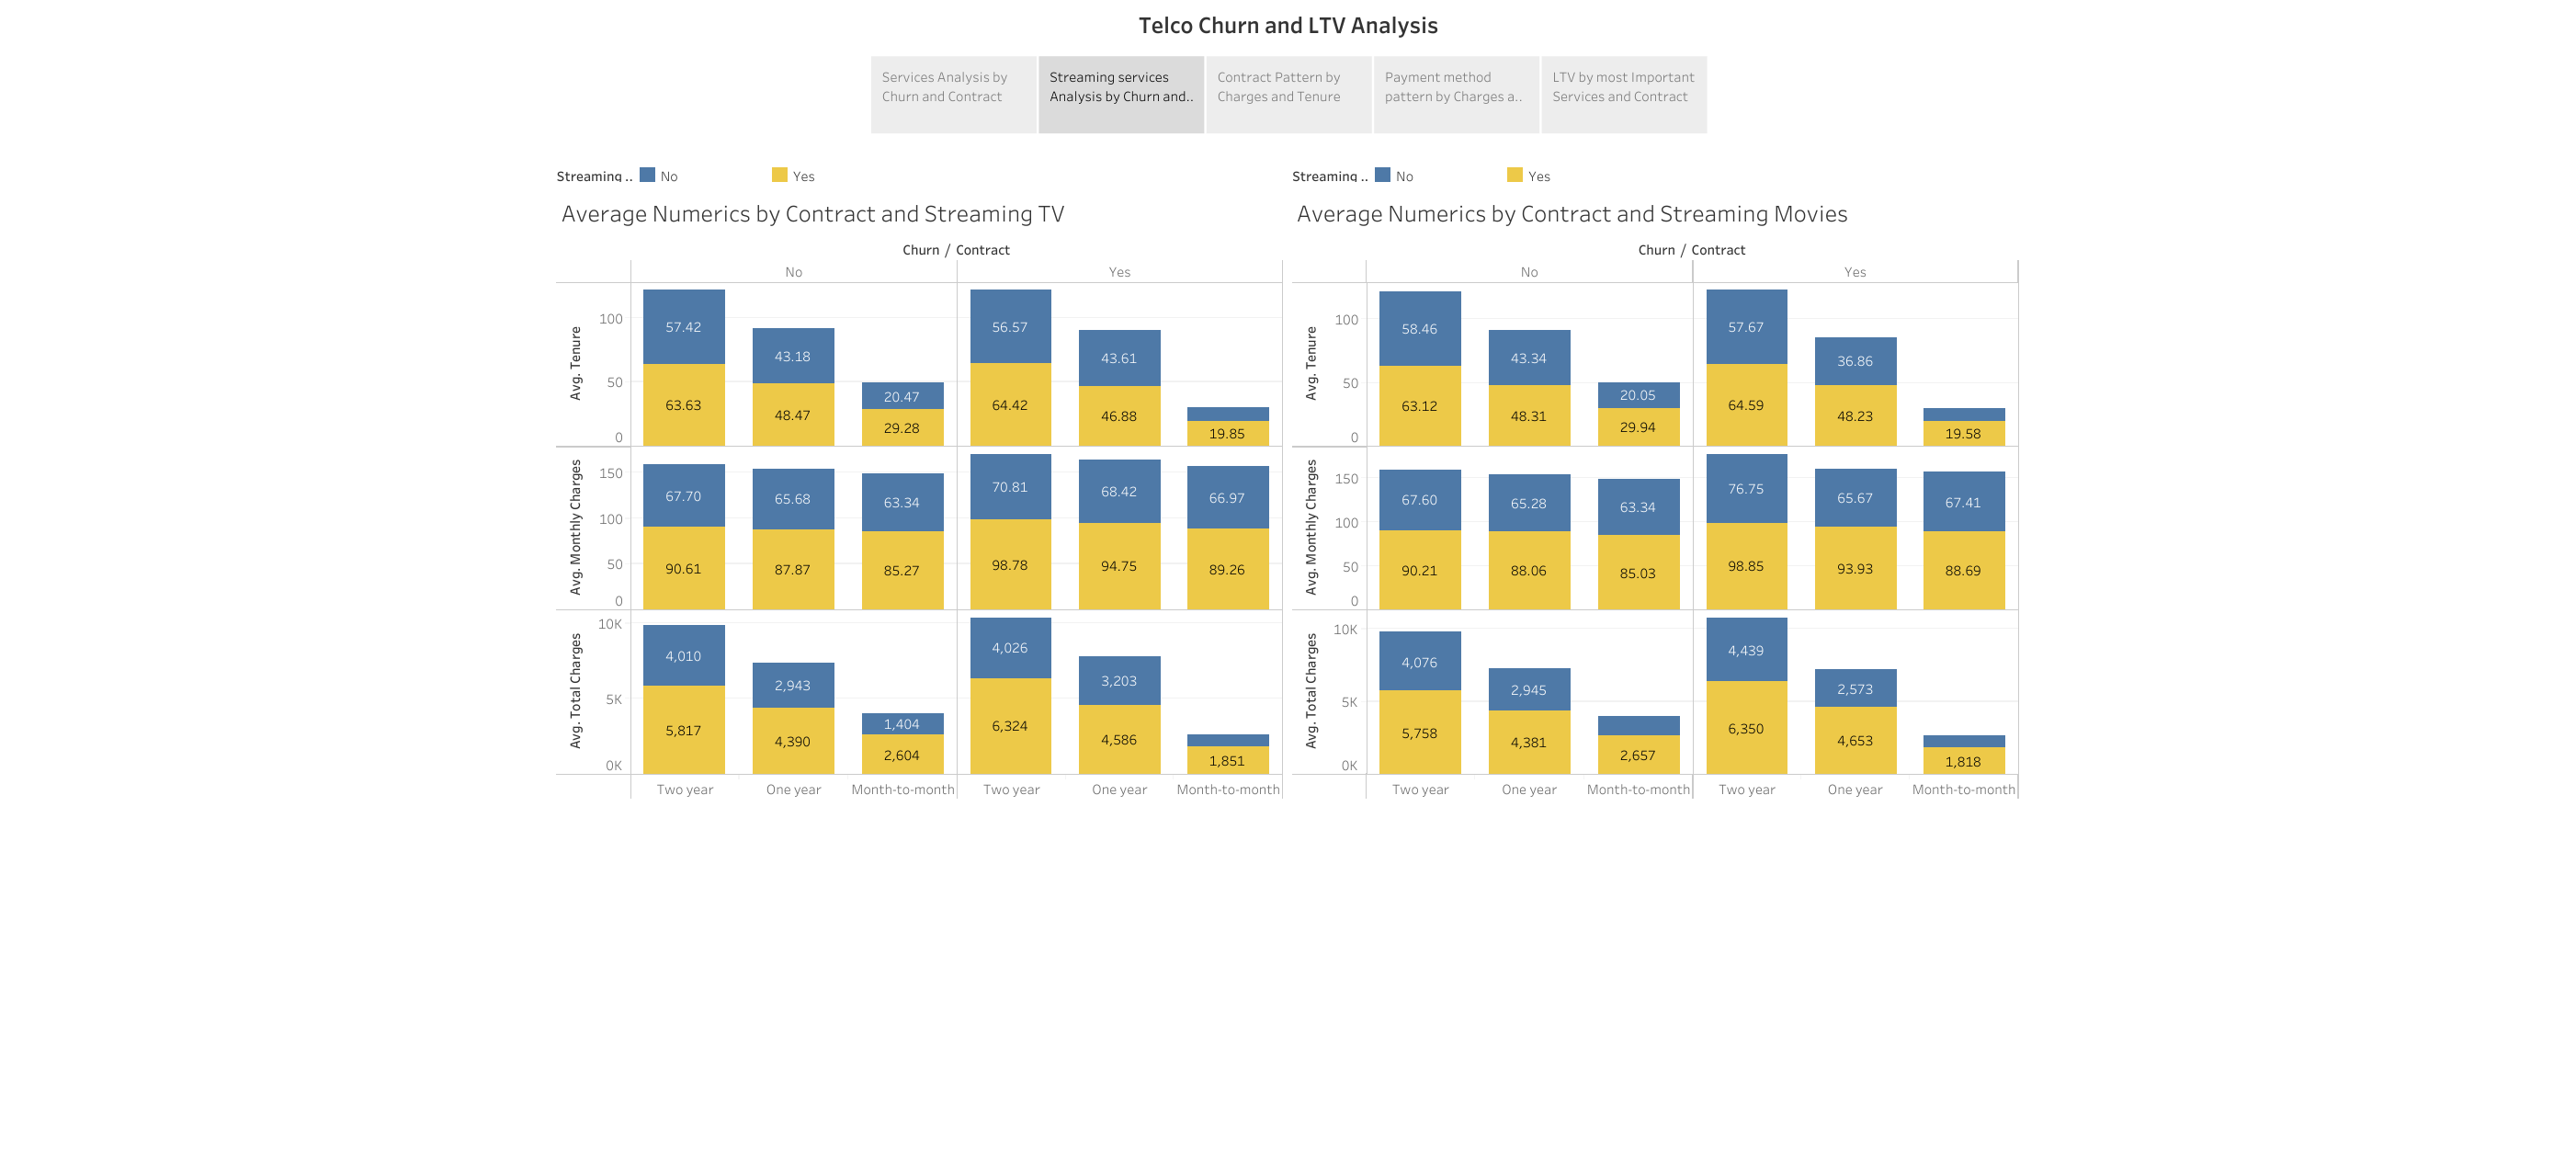 Telco Churn and LTV Analysis
Services Analysis by
Churn and Contract
Streaming services
Analysis by Churn and..
Contract Pattern by
Charges and Tenure
Payment method
pattern by Charges a..
LTV by most Important
Services and Contract
Streaming .. No Yes
Average Numerics by Contract and Streaming TV
Churn / Contract
No Yes
Avg. Tenure
100
50
0
57.42 43.18 20.47 56.57 43.61
63.63 48.47 29.28 64.42 46.88 19.85
Avg. Monthly Charges
150
100
50
0
67.70 65.68 63.34 70.81 68.42 66.97
90.61 87.87 85.27 98.78 94.75 89.26
Avg. Total Charges
10K
5K
0K
4,010 2,943 1,404 4,026 3,203
5,817 4,390 2,604 6,324 4,586 1,851
Two year One year Month-to-month Two year One year Month-to-month
Streaming .. No Yes
Average Numerics by Contract and Streaming Movies
Churn / Contract
No Yes
Avg. Tenure
100
50
0
58.46 43.34 20.05 57.67 36.86
63.12 48.31 29.94 64.59 48.23 19.58
Avg. Monthly Charges
150
100
50
0
67.60 65.28 63.34 76.75 65.67 67.41
90.21 88.06 85.03 98.85 93.93 88.69
Avg. Total Charges
10K
5K
0K
4,076 2,945 4,439 2,573
5,758 4,381 2,657 6,350 4,653 1,818
Two year One year Month-to-month Two year One year Month-to-month